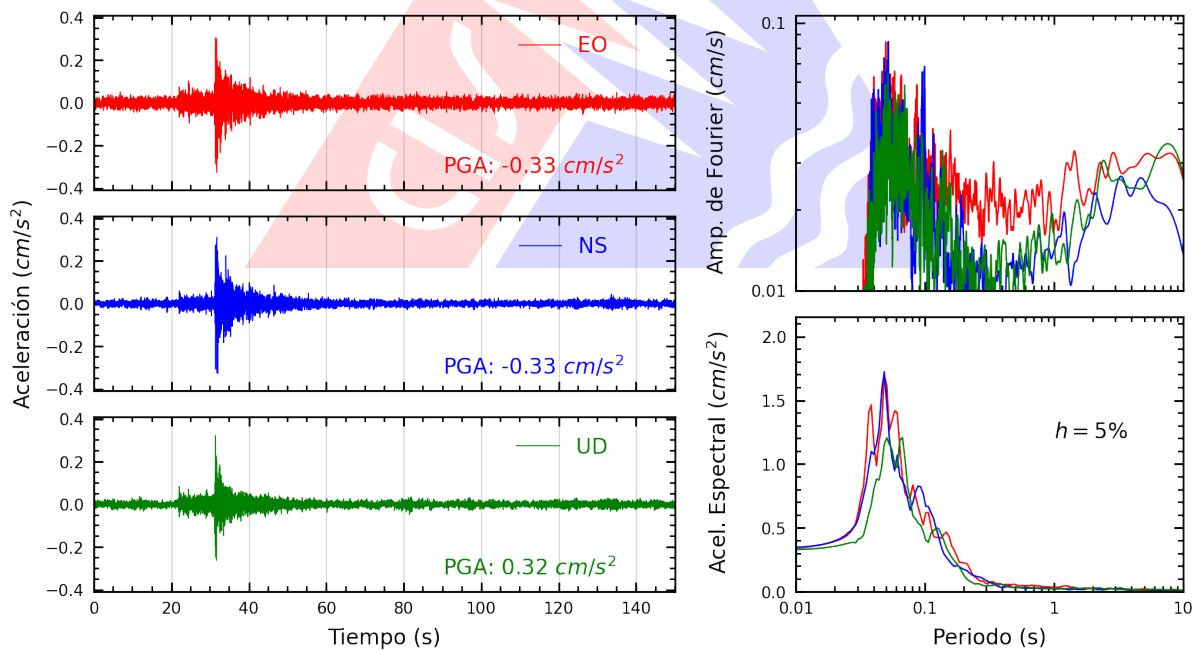 Aceleración (cm/s²)
0.4
0.2
0.0
−0.2
−0.4
EO
PGA: -0.33 cm/s²
0.4
0.2
0.0
−0.2
−0.4
NS
PGA: -0.33 cm/s²
0.4
0.2
0.0
−0.2
−0.4
UD
PGA: 0.32 cm/s²
0 20 40 60 80 100 120 140
Tiempo (s)
Amp. de Fourier (cm/s)
0.1
0.01
Acel. Espectral (cm/s²)
2.0
1.5
1.0
0.5
0.0
h = 5%
0.01 0.1 1 10
Periodo (s)